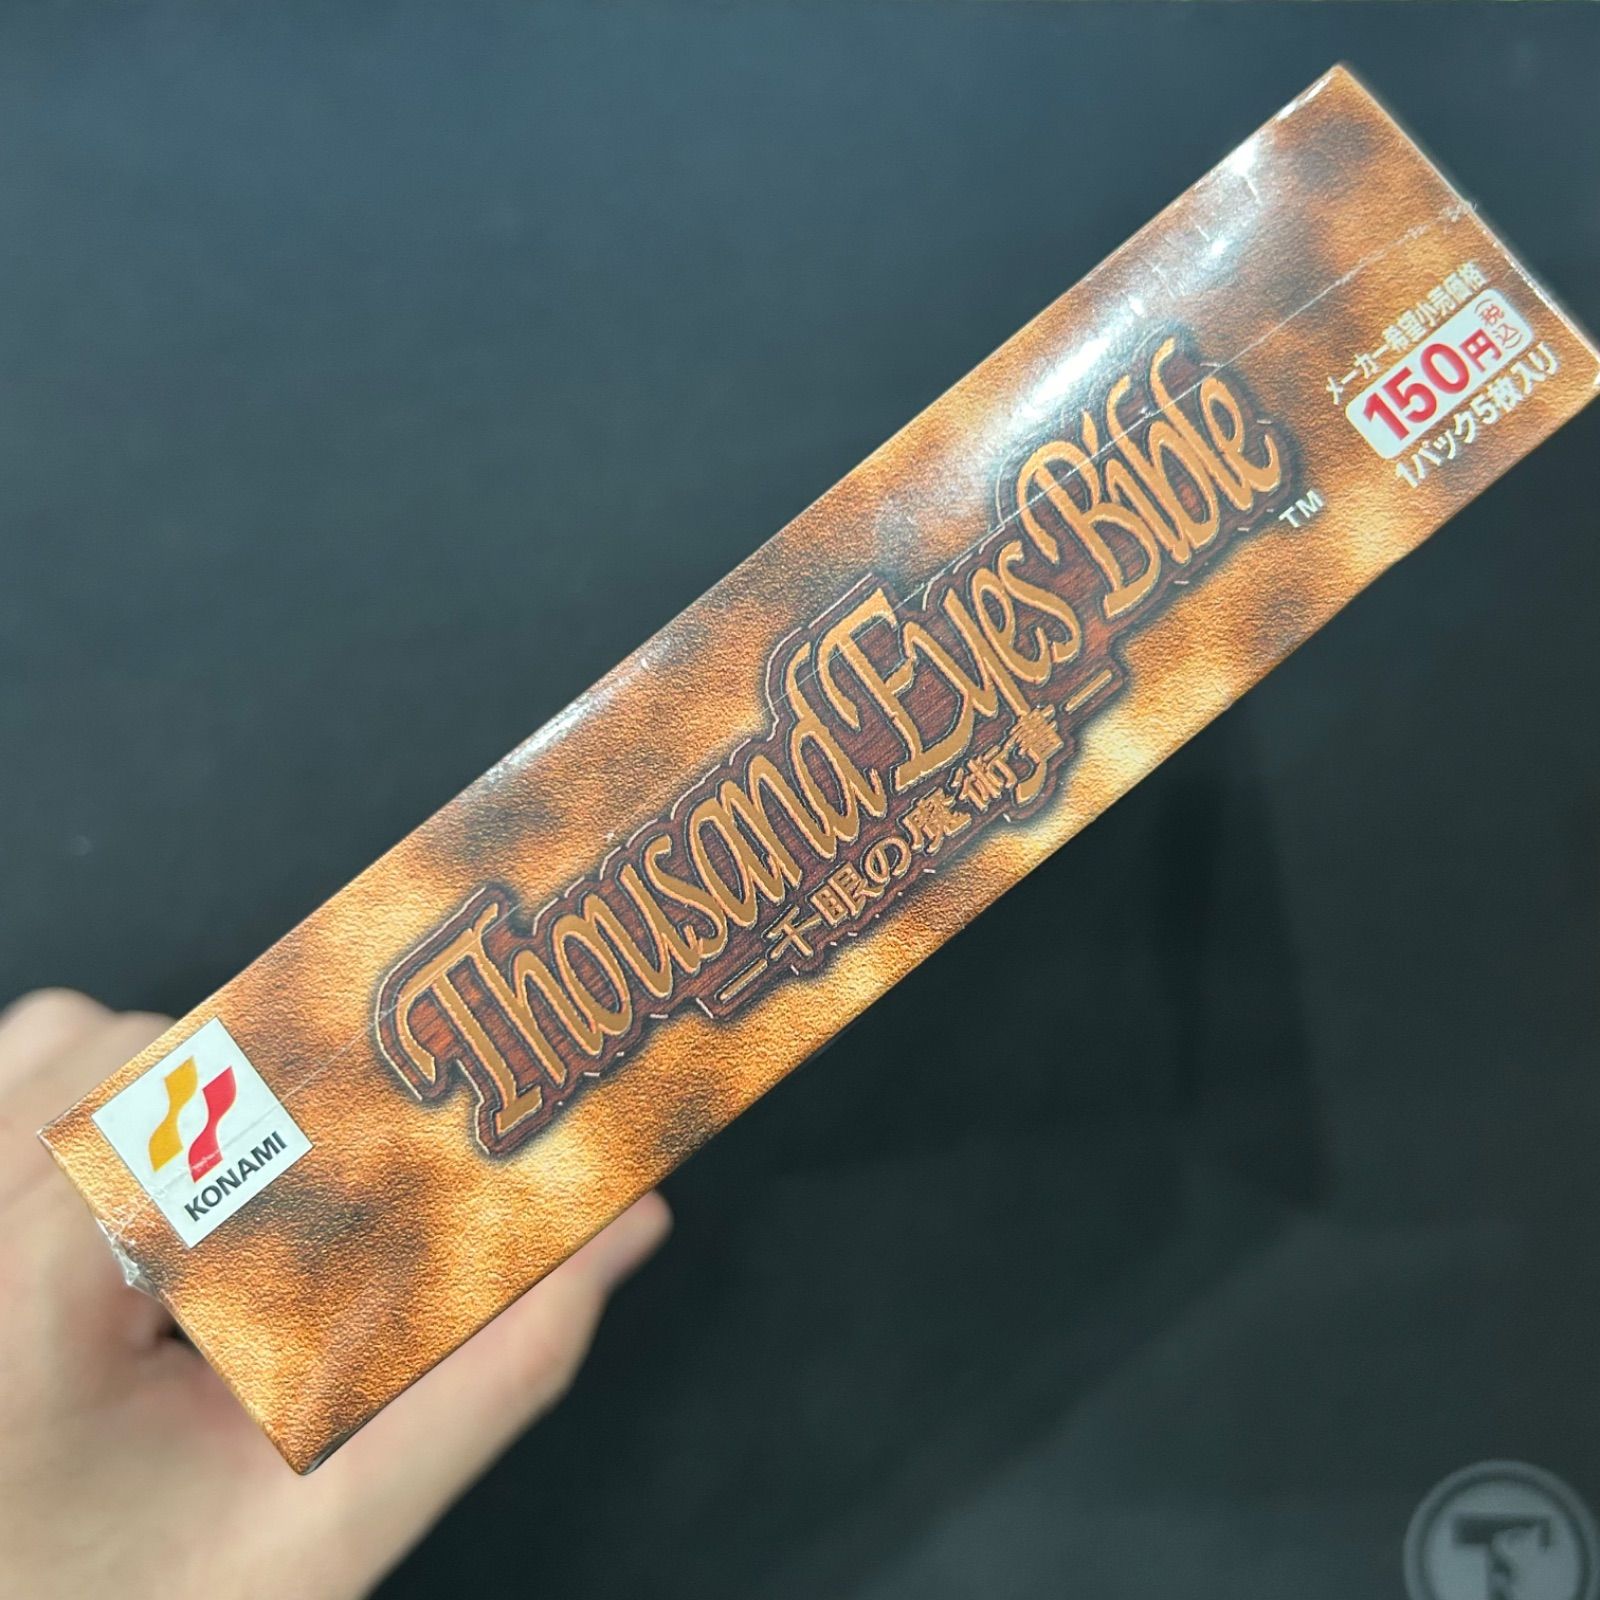 Thousand Eyes Bible
TM
―千眼の魔術書―
メーカー希望小売価格
150円(税込)
1パック5枚入り
KONAMI